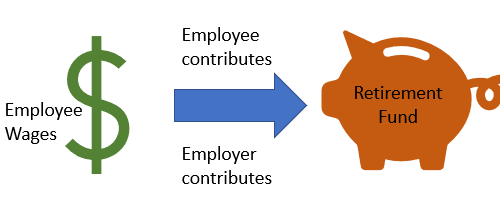 Employee
Wages
Employee
contributes
Employer
contributes
Retirement
Fund